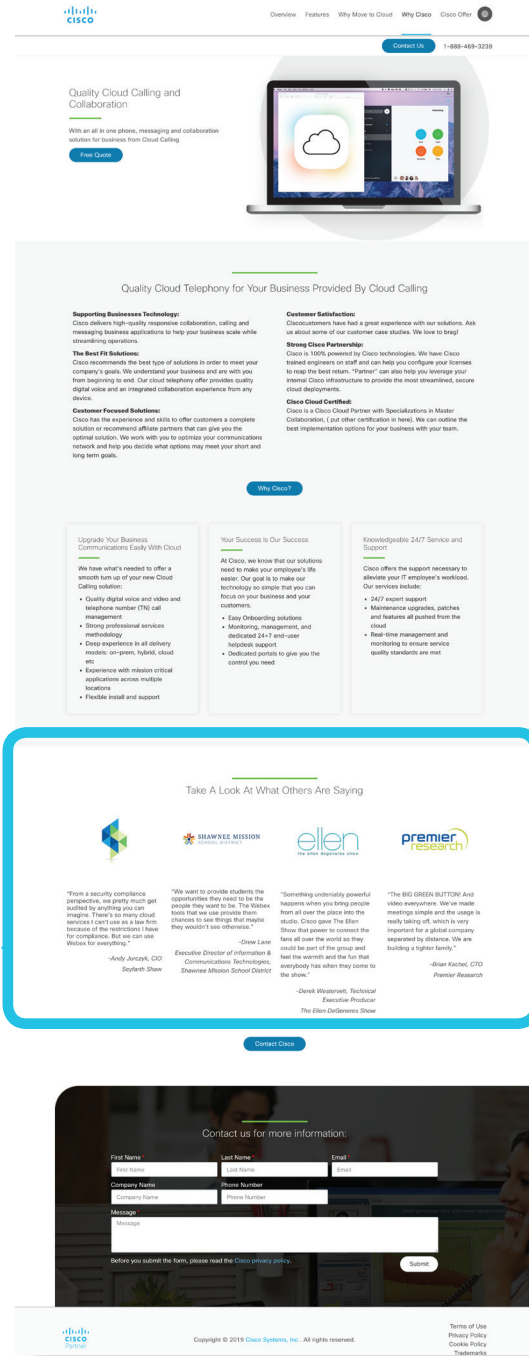 CISCO
Overview Features Why Move to Cloud Why Cisco Cisco Offer
Contact Us 1-888-469-3239
Quality Cloud Calling and
Collaboration
With an all in one phone, messaging and collaboration
solution for business from Cloud Calling
Free Quote
Quality Cloud Telephony for Your Business Provided By Cloud Calling
Supporting Businesses Technology:
Cisco delivers high-quality responsive collaboration, calling and
messaging business applications to help your business scale while
streamlining operations.
The Best Fit Solutions:
Cisco recommends the best type of solutions in order to meet your
company's goals. We understand your business and are with you
from beginning to end. Our cloud telephony offer provides quality
digital voice and an integrated collaboration experience from any
device.
Customer Focused Solutions:
Cisco has the experience and skills to offer customers a complete
solution or recommend affiliate partners that can give you the
optimal solution. We work with you to optimize your communications
network and help you decide what options may meet your short and
long term goals.
Customer Satisfaction:
Ciscocustomers have had a great experience with our solutions. Ask
us about some of our customer case studies. We love to brag!
Strong Cisco Partnership:
Cisco is 100% powered by Cisco technologies. We have Cisco
trained engineers on staff and can help you configure your licenses
to reap the best return. "Partner" can also help you leverage your
internal Cisco infrastructure to provide the most streamlined, secure
cloud deployments.
Cisco Cloud Certified:
Cisco is a Cisco Cloud Partner with Specializations in Master
Collaboration, ( put other certifcation in here). We can outline the
best implementation options for your business with your team.
Why Cisco?
Upgrade Your Business
Communications Easily With Cloud
We have what's needed to offer a
smooth turn up of your new Cloud
Calling solution:
• Quality digital voice and video and
telephone number (TN) call
management
• Strong professional services
methodology
• Deep experience in all delivery
models: on-prem, hybrid, cloud
etc
• Experience with mission critical
applications across multiple
locations
• Flexible install and support
Your Success Is Our Success
At Cisco, we know that our solutions
need to make your employee's life
easier. Our goal is to make our
technology so simple that you can
focus on your business and your
customers.
• Easy Onboarding solutions
• Monitoring, management, and
dedicated 24x7 end-user
helpdesk support
• Dedicated portals to give you the
control you need
Knowledgeable 24/7 Service and
Support
Cisco offers the support necessary to
alleviate your IT employee's workload.
Our services include:
• 24/7 expert support
• Maintenance upgrades, patches
and features all pushed from the
cloud
• Real-time management and
monitoring to ensure service
quality standards are met
Take A Look At What Others Are Saying
"From a security compliance
perspective, we pretty much get
audited by anything you can
imagine. There's so many cloud
services I can't use as a law firm
because of the restrictions I have
for compliance. But we can use
Webex for everything."
-Andy Jurczyk, CIO
Seyfarth Shaw
SHAWNEE MISSION
SCHOOL DISTRICT
"We want to provide students the
opportunities they need to be the
people they want to be. The Webex
tools that we use provide them
chances to see things that maybe
they wouldn't see otherwise."
-Drew Lane
Executive Director of Information &
Communications Technologies,
Shawnee Mission School District
ellen
the ellen degeneres show
"Something undeniably powerful
happens when you bring people
from all over the place into the
studio. Cisco gave The Ellen
Show that power to connect the
fans all over the world so they
could be part of the group and
feel the warmth and the fun that
everybody has when they come to
the show."
-Derek Westervelt, Technical
Executive Producer
The Ellen DeGeneres Show
premier
research
"The BIG GREEN BUTTON! And
video everywhere. We've made
meetings simple and the usage is
really taking off, which is very
important for a global company
separated by distance. We are
building a tighter family."
-Brian Kachel, CTO
Premier Research
Contact Cisco
Contact us for more information:
First Name * Last Name * Email *
First Name Last Name Email
Company Name Phone Number
Company Name Phone Number
Message *
Message
Before you submit the form, please read the Cisco privacy policy.
Submit
CISCO
Partner
Copyright © 2019 Cisco Systems, Inc.. All rights reserved.
Terms of Use
Privacy Policy
Cookie Policy
Trademarks